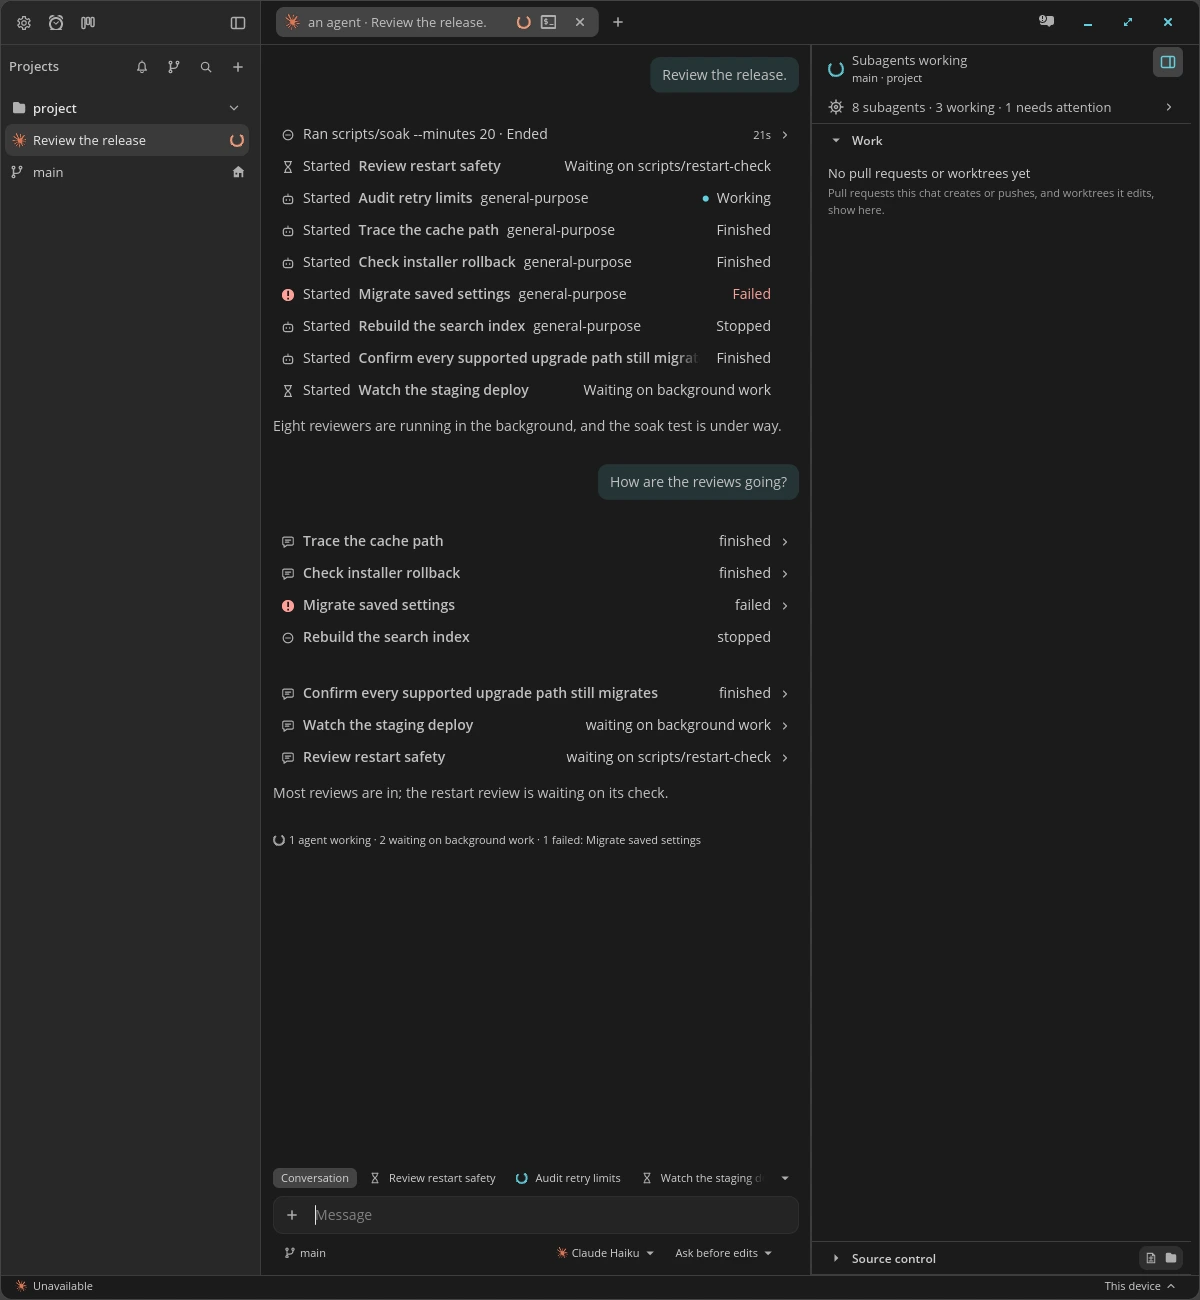 an agent · Review the release.
Projects
project
Review the release
main
Review the release.
Ran scripts/soak --minutes 20 · Ended 21s
Started Review restart safety Waiting on scripts/restart-check
Started Audit retry limits general-purpose Working
Started Trace the cache path general-purpose Finished
Started Check installer rollback general-purpose Finished
Started Migrate saved settings general-purpose Failed
Started Rebuild the search index general-purpose Stopped
Started Confirm every supported upgrade path still migrat Finished
Started Watch the staging deploy Waiting on background work
Eight reviewers are running in the background, and the soak test is under way.
How are the reviews going?
Trace the cache path finished
Check installer rollback finished
Migrate saved settings failed
Rebuild the search index stopped
Confirm every supported upgrade path still migrates finished
Watch the staging deploy waiting on background work
Review restart safety waiting on scripts/restart-check
Most reviews are in; the restart review is waiting on its check.
1 agent working · 2 waiting on background work · 1 failed: Migrate saved settings
Conversation Review restart safety Audit retry limits Watch the staging d
Message
main Claude Haiku Ask before edits
Subagents working
main · project
8 subagents · 3 working · 1 needs attention
Work
No pull requests or worktrees yet
Pull requests this chat creates or pushes, and worktrees it edits,
show here.
Source control
Unavailable
This device